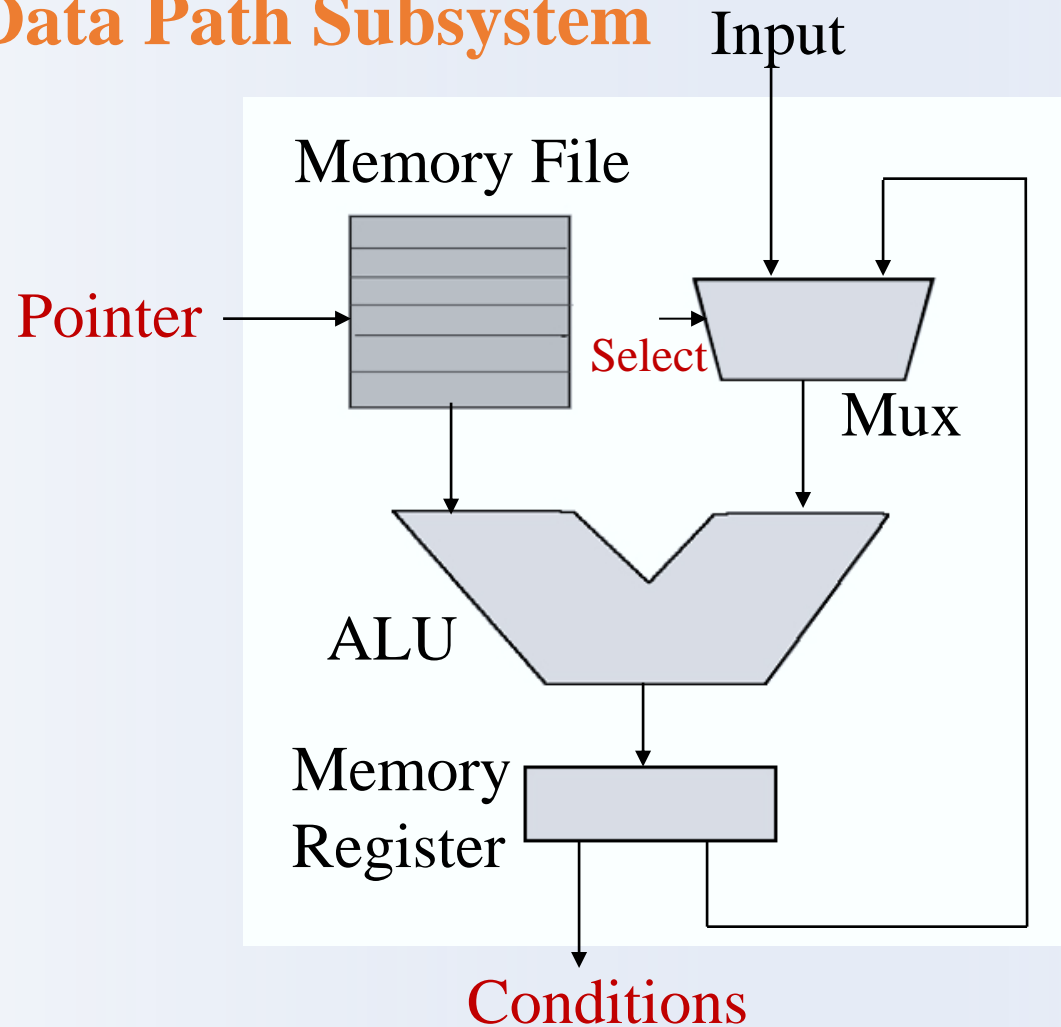 Data Path Subsystem
Input
Memory File
Pointer
Select
Mux
ALU
Memory
Register
Conditions